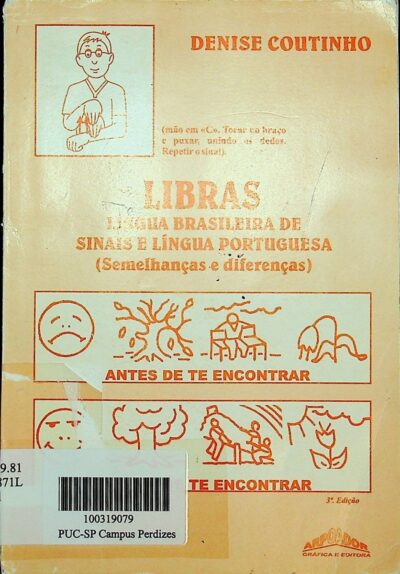 DENISE COUTINHO
(mão em «C». Tocar no braço
e puxar, unindo os dedos.
Repetir o sinal).
LIBRAS
LÍNGUA BRASILEIRA DE
SINAIS E LÍNGUA PORTUGUESA
(Semelhanças e diferenças)
ANTES DE TE ENCONTRAR
TE ENCONTRAR
9.81
871L
100319079
PUC-SP Campus Perdizes
3ª. Edição
ARPOADOR
GRÁFICA E EDITORA